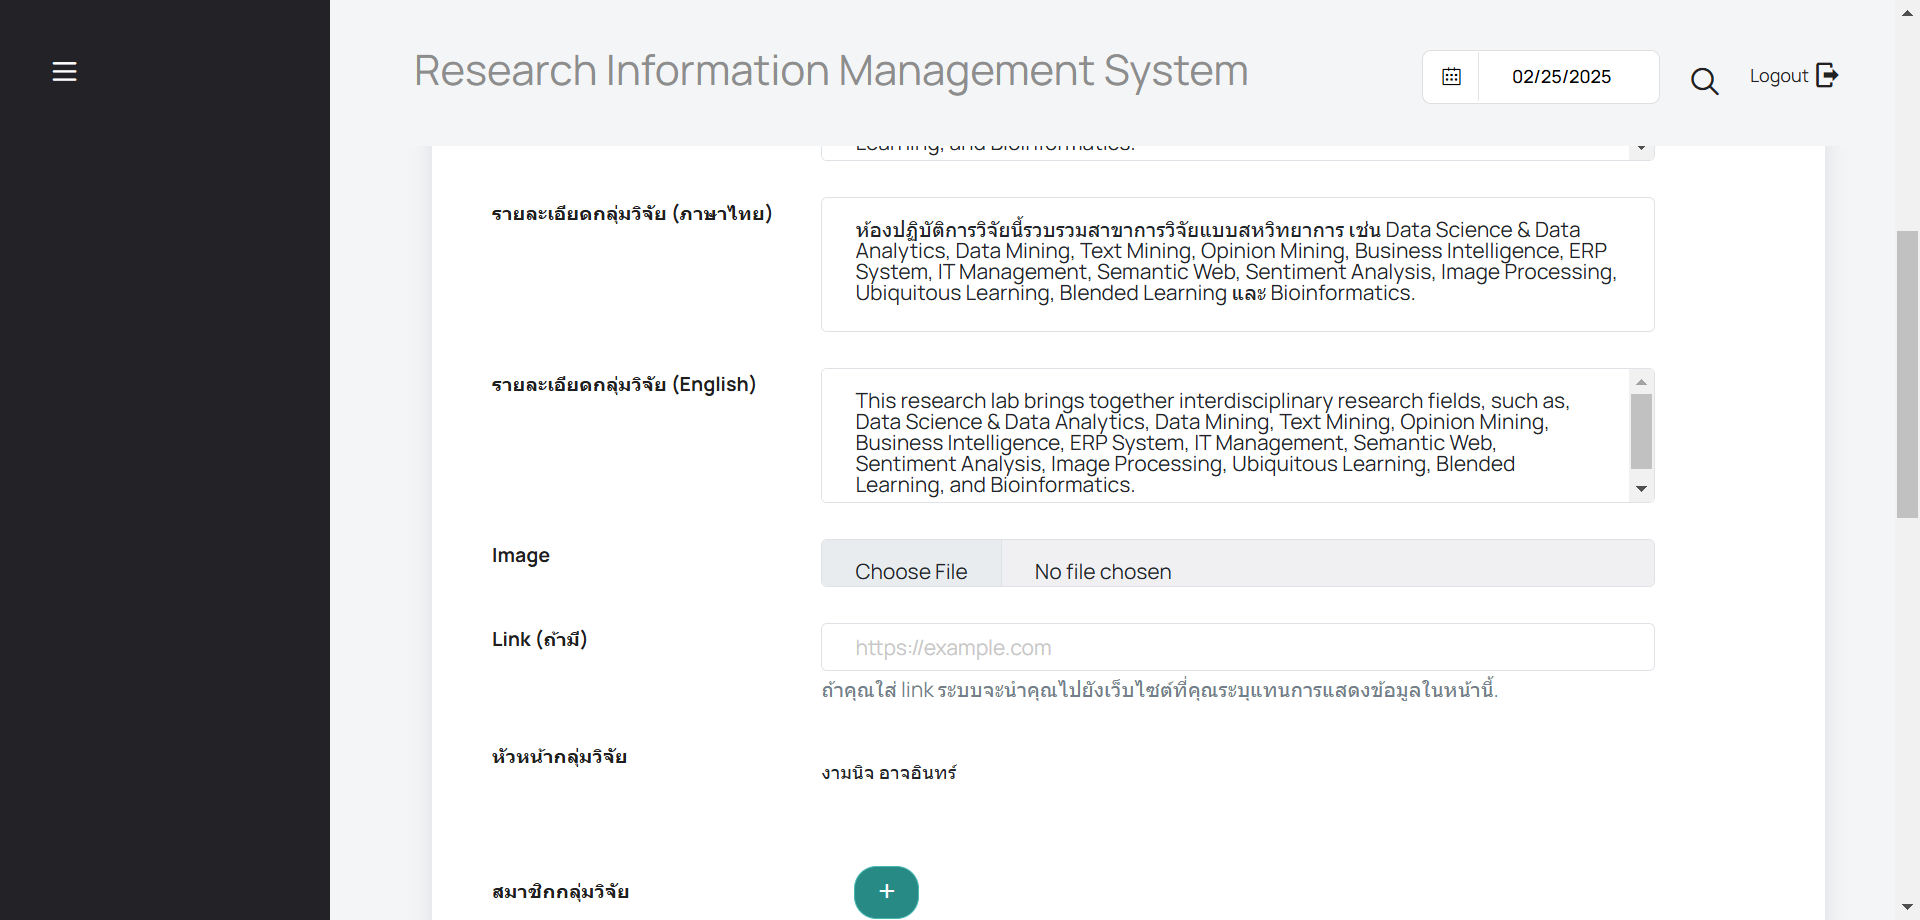 Research Information Management System
02/25/2025
Logout
Learning, and Bioinformatics.
รายละเอียดกลุ่มวิจัย (ภาษาไทย)
ห้องปฏิบัติการวิจัยนี้รวบรวมสาขาการวิจัยแบบสหวิทยาการ เช่น Data Science & Data
Analytics, Data Mining, Text Mining, Opinion Mining, Business Intelligence, ERP
System, IT Management, Semantic Web, Sentiment Analysis, Image Processing,
Ubiquitous Learning, Blended Learning และ Bioinformatics.
รายละเอียดกลุ่มวิจัย (English)
This research lab brings together interdisciplinary research fields, such as,
Data Science & Data Analytics, Data Mining, Text Mining, Opinion Mining,
Business Intelligence, ERP System, IT Management, Semantic Web,
Sentiment Analysis, Image Processing, Ubiquitous Learning, Blended
Learning, and Bioinformatics.
Image
Choose File No file chosen
Link (ถ้ามี)
https://example.com
ถ้าคุณใส่ link ระบบจะนำคุณไปยังเว็บไซต์ที่คุณระบุแทนการแสดงข้อมูลในหน้านี้.
หัวหน้ากลุ่มวิจัย
งามนิจ อาจอินทร์
สมาชิกกลุ่มวิจัย
+